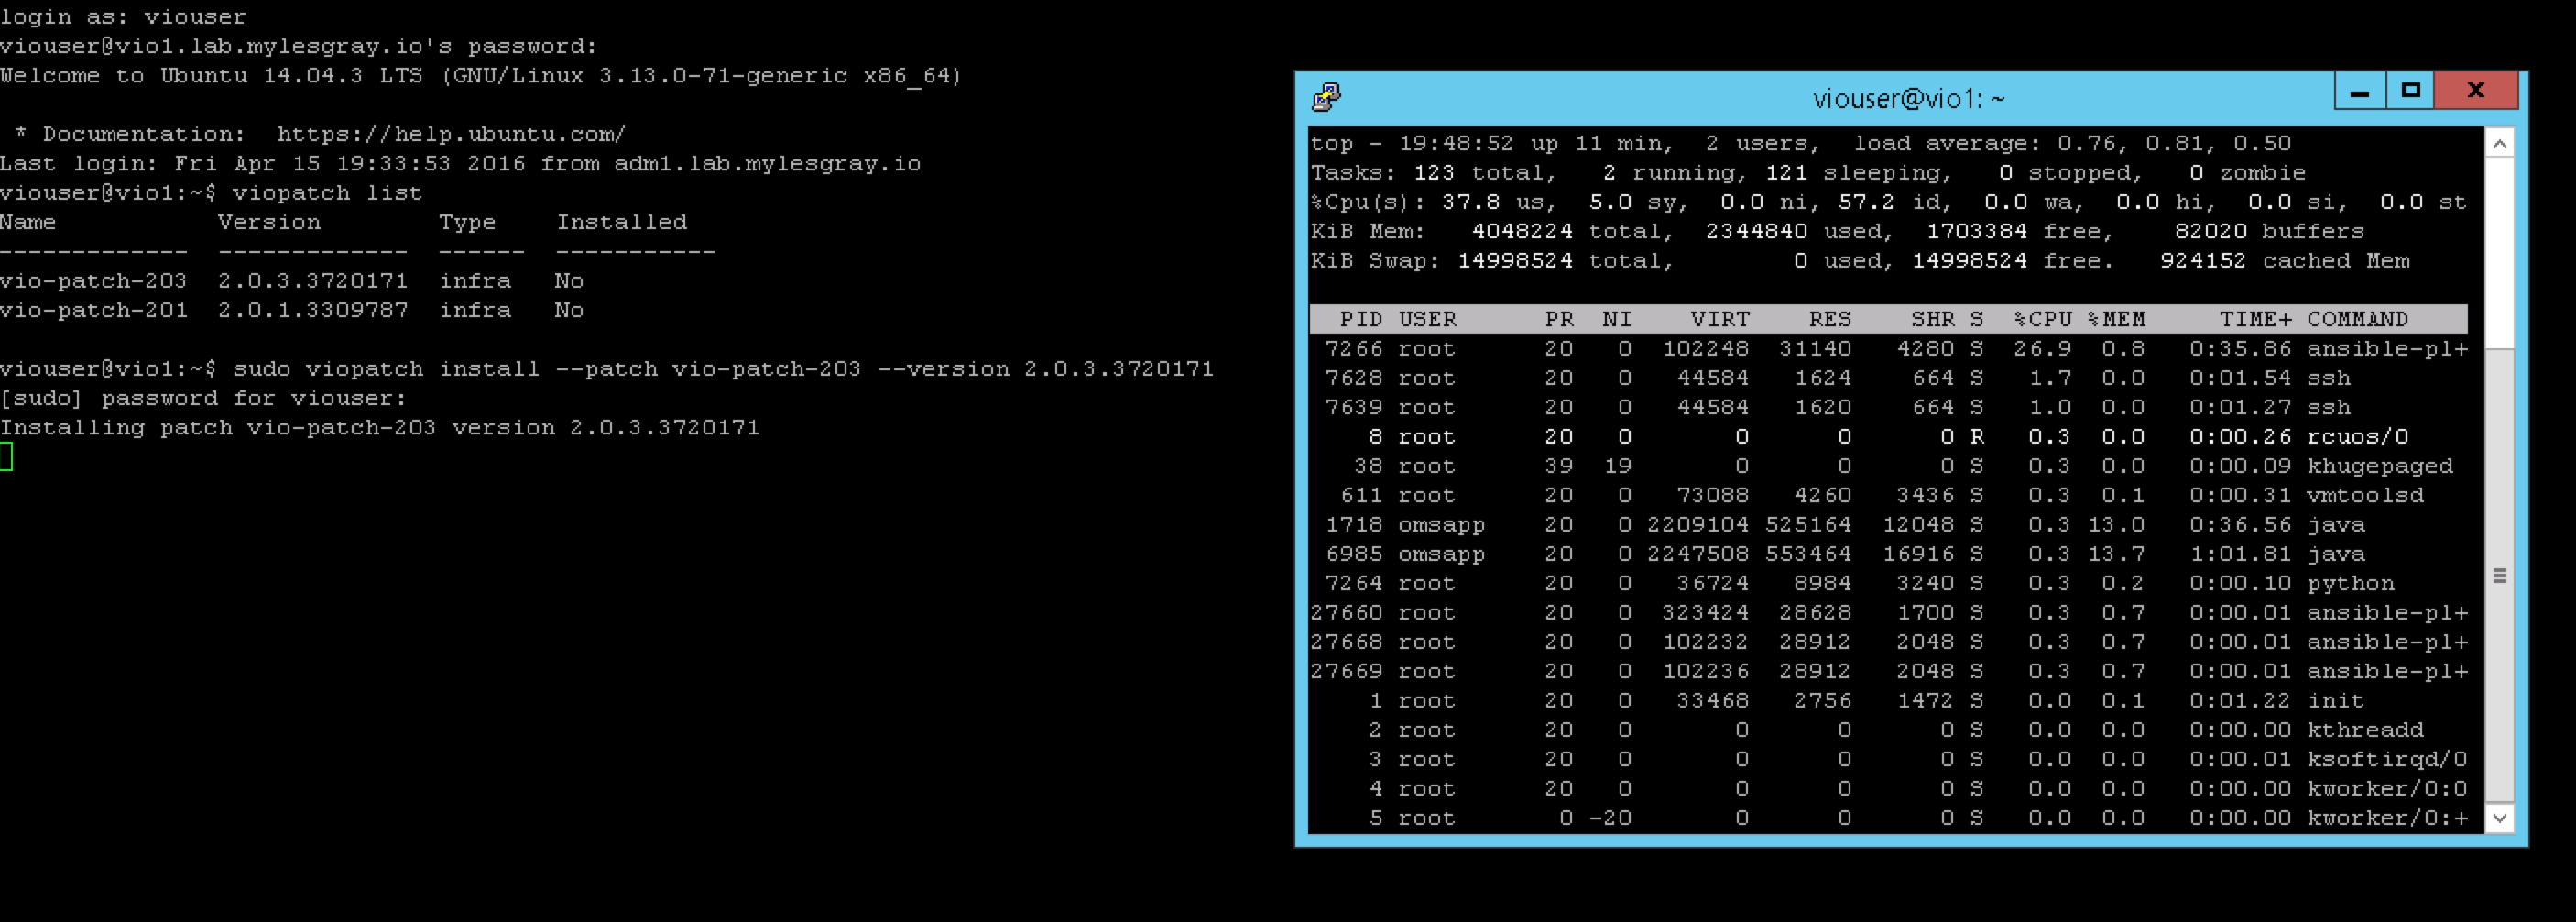 login as: viouser
viouser@vio1.lab.mylesgray.io's password:
Welcome to Ubuntu 14.04.3 LTS (GNU/Linux 3.13.0-71-generic x86_64)
* Documentation:  https://help.ubuntu.com/
Last login: Fri Apr 15 19:33:53 2016 from adm1.lab.mylesgray.io
viouser@vio1:~$ viopatch list
Name           Version        Type    Installed
-------------  -------------  ------  -----------
vio-patch-203  2.0.3.3720171  infra   No
vio-patch-201  2.0.1.3309787  infra   No
viouser@vio1:~$ sudo viopatch install --patch vio-patch-203 --version 2.0.3.3720171
[sudo] password for viouser:
Installing patch vio-patch-203 version 2.0.3.3720171
viouser@vio1: ~
top - 19:48:52 up 11 min,  2 users,  load average: 0.76, 0.81, 0.50
Tasks: 123 total,   2 running, 121 sleeping,   0 stopped,   0 zombie
%Cpu(s): 37.8 us,  5.0 sy,  0.0 ni, 57.2 id,  0.0 wa,  0.0 hi,  0.0 si,  0.0 st
KiB Mem:   4048224 total,  2344840 used,  1703384 free,    82020 buffers
KiB Swap: 14998524 total,        0 used, 14998524 free.   924152 cached Mem
PID USER      PR  NI    VIRT    RES    SHR S  %CPU %MEM     TIME+ COMMAND
7266 root      20   0  102248  31140   4280 S  26.9  0.8   0:35.86 ansible-pl+
7628 root      20   0   44584   1624    664 S   1.7  0.0   0:01.54 ssh
7639 root      20   0   44584   1620    664 S   1.0  0.0   0:01.27 ssh
8 root      20   0       0      0      0 R   0.3  0.0   0:00.26 rcuos/0
38 root      39  19       0      0      0 S   0.3  0.0   0:00.09 khugepaged
611 root      20   0   73088   4260   3436 S   0.3  0.1   0:00.31 vmtoolsd
1718 omsapp    20   0 2209104 525164  12048 S   0.3 13.0   0:36.56 java
6985 omsapp    20   0 2247508 553464  16916 S   0.3 13.7   1:01.81 java
7264 root      20   0   36724   8984   3240 S   0.3  0.2   0:00.10 python
27660 root      20   0  323424  28628   1700 S   0.3  0.7   0:00.01 ansible-pl+
27668 root      20   0  102232  28912   2048 S   0.3  0.7   0:00.01 ansible-pl+
27669 root      20   0  102236  28912   2048 S   0.3  0.7   0:00.01 ansible-pl+
1 root      20   0   33468   2756   1472 S   0.0  0.1   0:01.22 init
2 root      20   0       0      0      0 S   0.0  0.0   0:00.00 kthreadd
3 root      20   0       0      0      0 S   0.0  0.0   0:00.01 ksoftirqd/0
4 root      20   0       0      0      0 S   0.0  0.0   0:00.00 kworker/0:0
5 root       0 -20       0      0      0 S   0.0  0.0   0:00.00 kworker/0:+